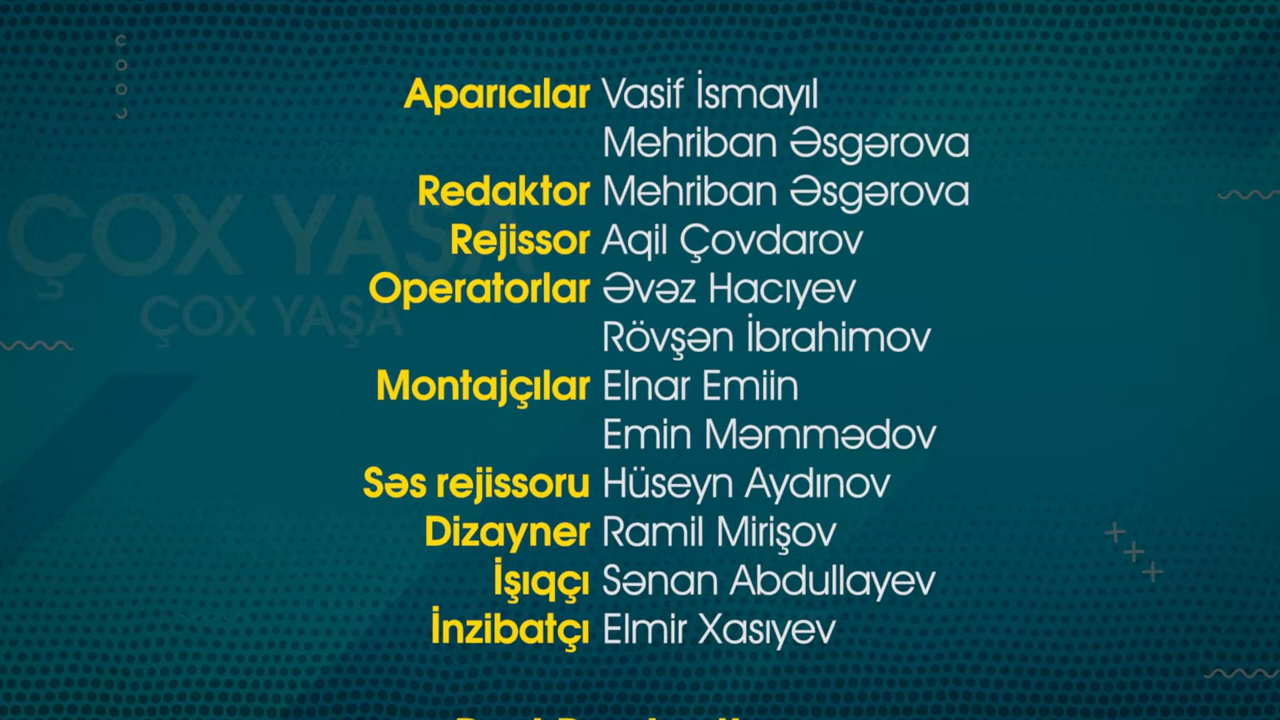 ÇOX YAŞA
ÇOX YAŞA
Aparıcılar Vasif İsmayıl
Mehriban Əsgərova
Redaktor Mehriban Əsgərova
Rejissor Aqil Çovdarov
Operatorlar Əvəz Hacıyev
Rövşən İbrahimov
Montajçılar Elnar Emiin
Emin Məmmədov
Səs rejissoru Hüseyn Aydınov
Dizayner Ramil Mirişov
İşıqçı Sənan Abdullayev
İnzibatçı Elmir Xasıyev